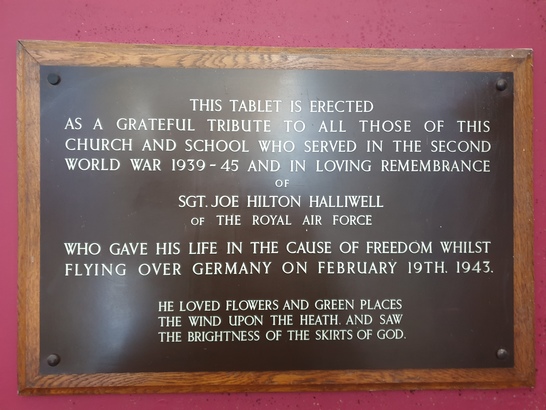 THIS TABLET IS ERECTED
AS A GRATEFUL TRIBUTE TO ALL THOSE OF THIS
CHURCH AND SCHOOL WHO SERVED IN THE SECOND
WORLD WAR 1939-45 AND IN LOVING REMEMBRANCE
OF
SGT. JOE HILTON HALLIWELL
OF THE ROYAL AIR FORCE
WHO GAVE HIS LIFE IN THE CAUSE OF FREEDOM WHILST
FLYING OVER GERMANY ON FEBRUARY 19TH. 1943.
HE LOVED FLOWERS AND GREEN PLACES
THE WIND UPON THE HEATH. AND SAW
THE BRIGHTNESS OF THE SKIRTS OF GOD.